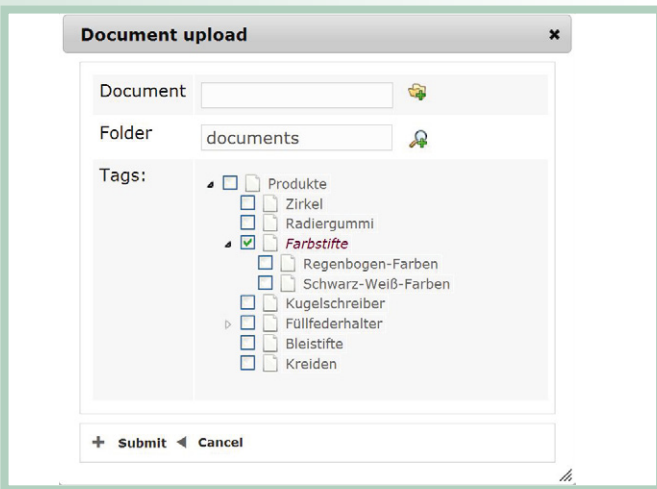 Document upload
Document
Folder documents
Tags:
Produkte
Zirkel
Radiergummi
Farbstifte
Regenbogen-Farben
Schwarz-Weiß-Farben
Kugelschreiber
Füllfederhalter
Bleistifte
Kreiden
Submit Cancel